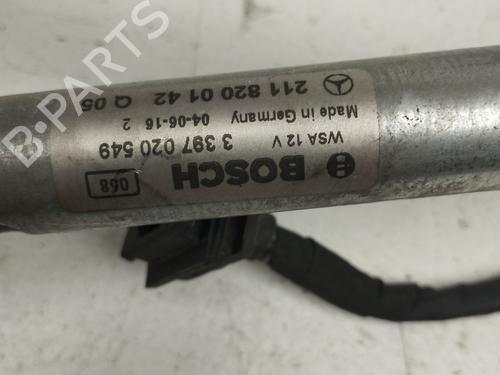 BOSCH 068
WSA 12 V 3 397 020 549
Made in Germany 04-06-16 2
211 820 01 42 Q 05
B-PARTS